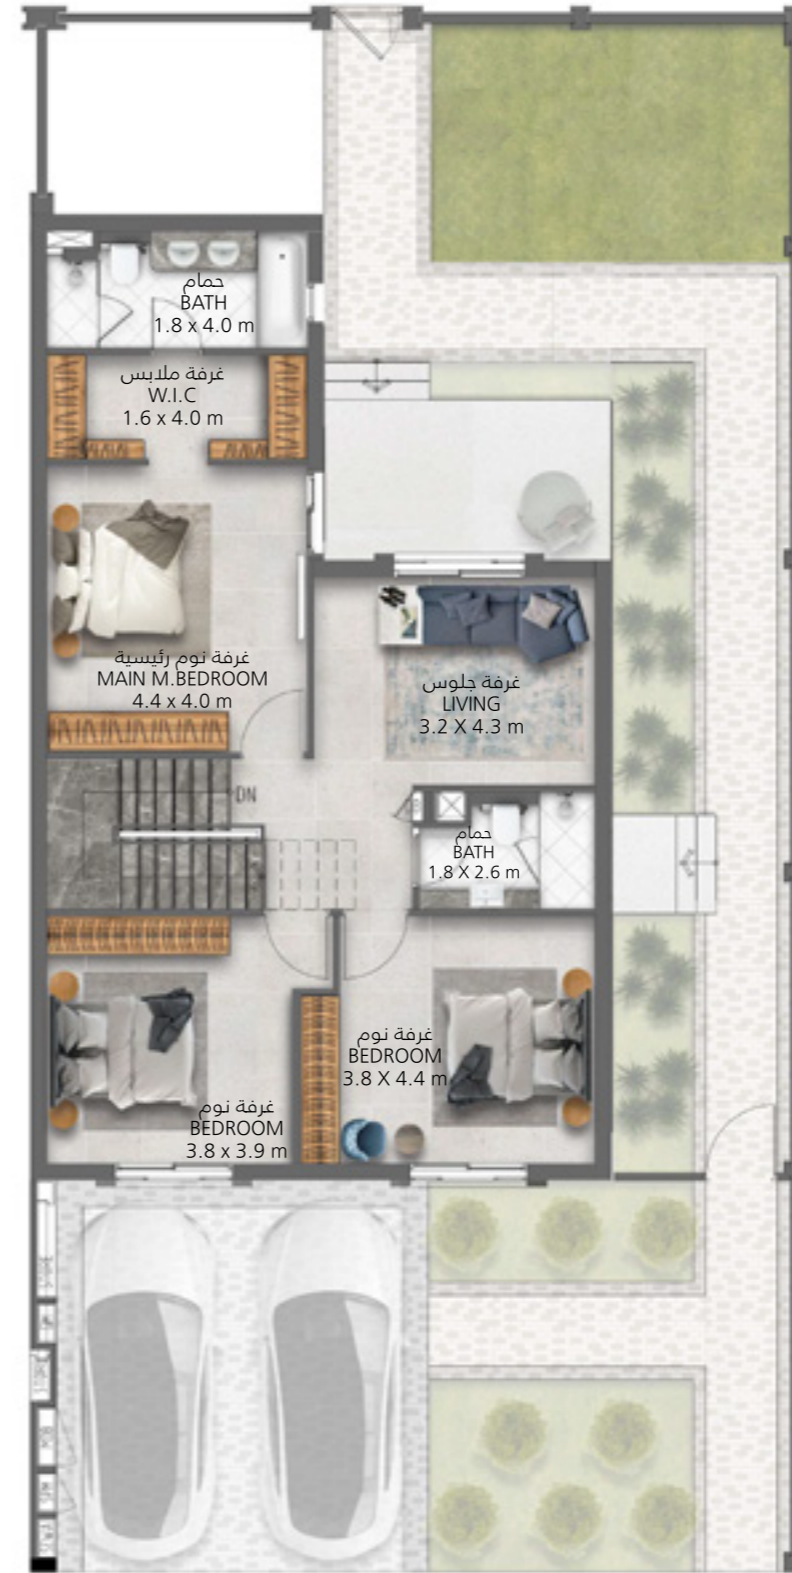 حمام
BATH
1.8 x 4.0 m
غرفة ملابس
W.I.C
1.6 x 4.0 m
غرفة نوم رئيسية
MAIN M.BEDROOM
4.4 x 4.0 m
غرفة جلوس
LIVING
3.2 X 4.3 m
DN
حمام
BATH
1.8 X 2.6 m
غرفة نوم
BEDROOM
3.8 X 4.4 m
غرفة نوم
BEDROOM
3.8 x 3.9 m